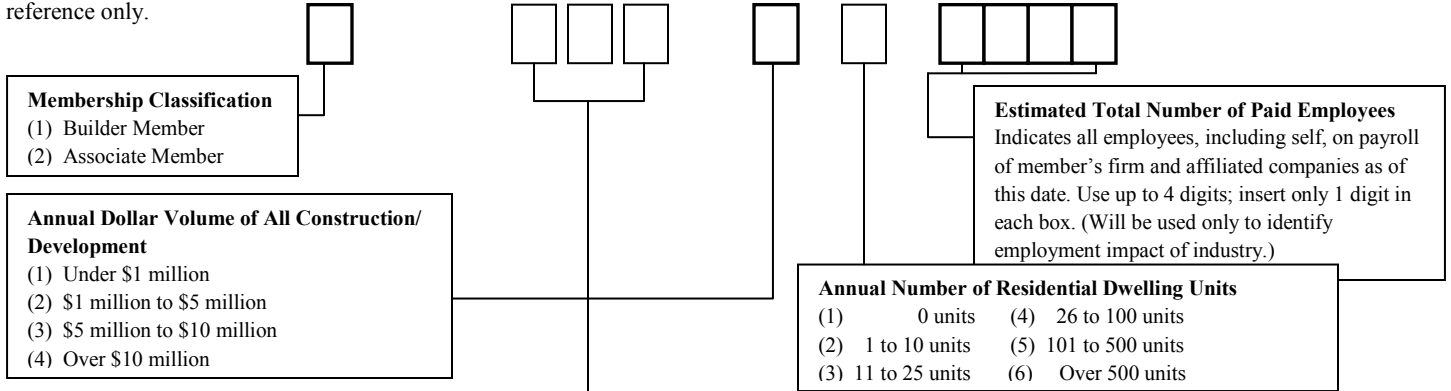 reference only.
Membership Classification
(1) Builder Member
(2) Associate Member
Estimated Total Number of Paid Employees
Indicates all employees, including self, on payroll
of member’s firm and affiliated companies as of
this date. Use up to 4 digits; insert only 1 digit in
each box. (Will be used only to identify
employment impact of industry.)
Annual Dollar Volume of All Construction/
Development
(1) Under $1 million
(2) $1 million to $5 million
(3) $5 million to $10 million
(4) Over $10 million
Annual Number of Residential Dwelling Units
(1) 0 units (4) 26 to 100 units
(2) 1 to 10 units (5) 101 to 500 units
(3) 11 to 25 units (6) Over 500 units